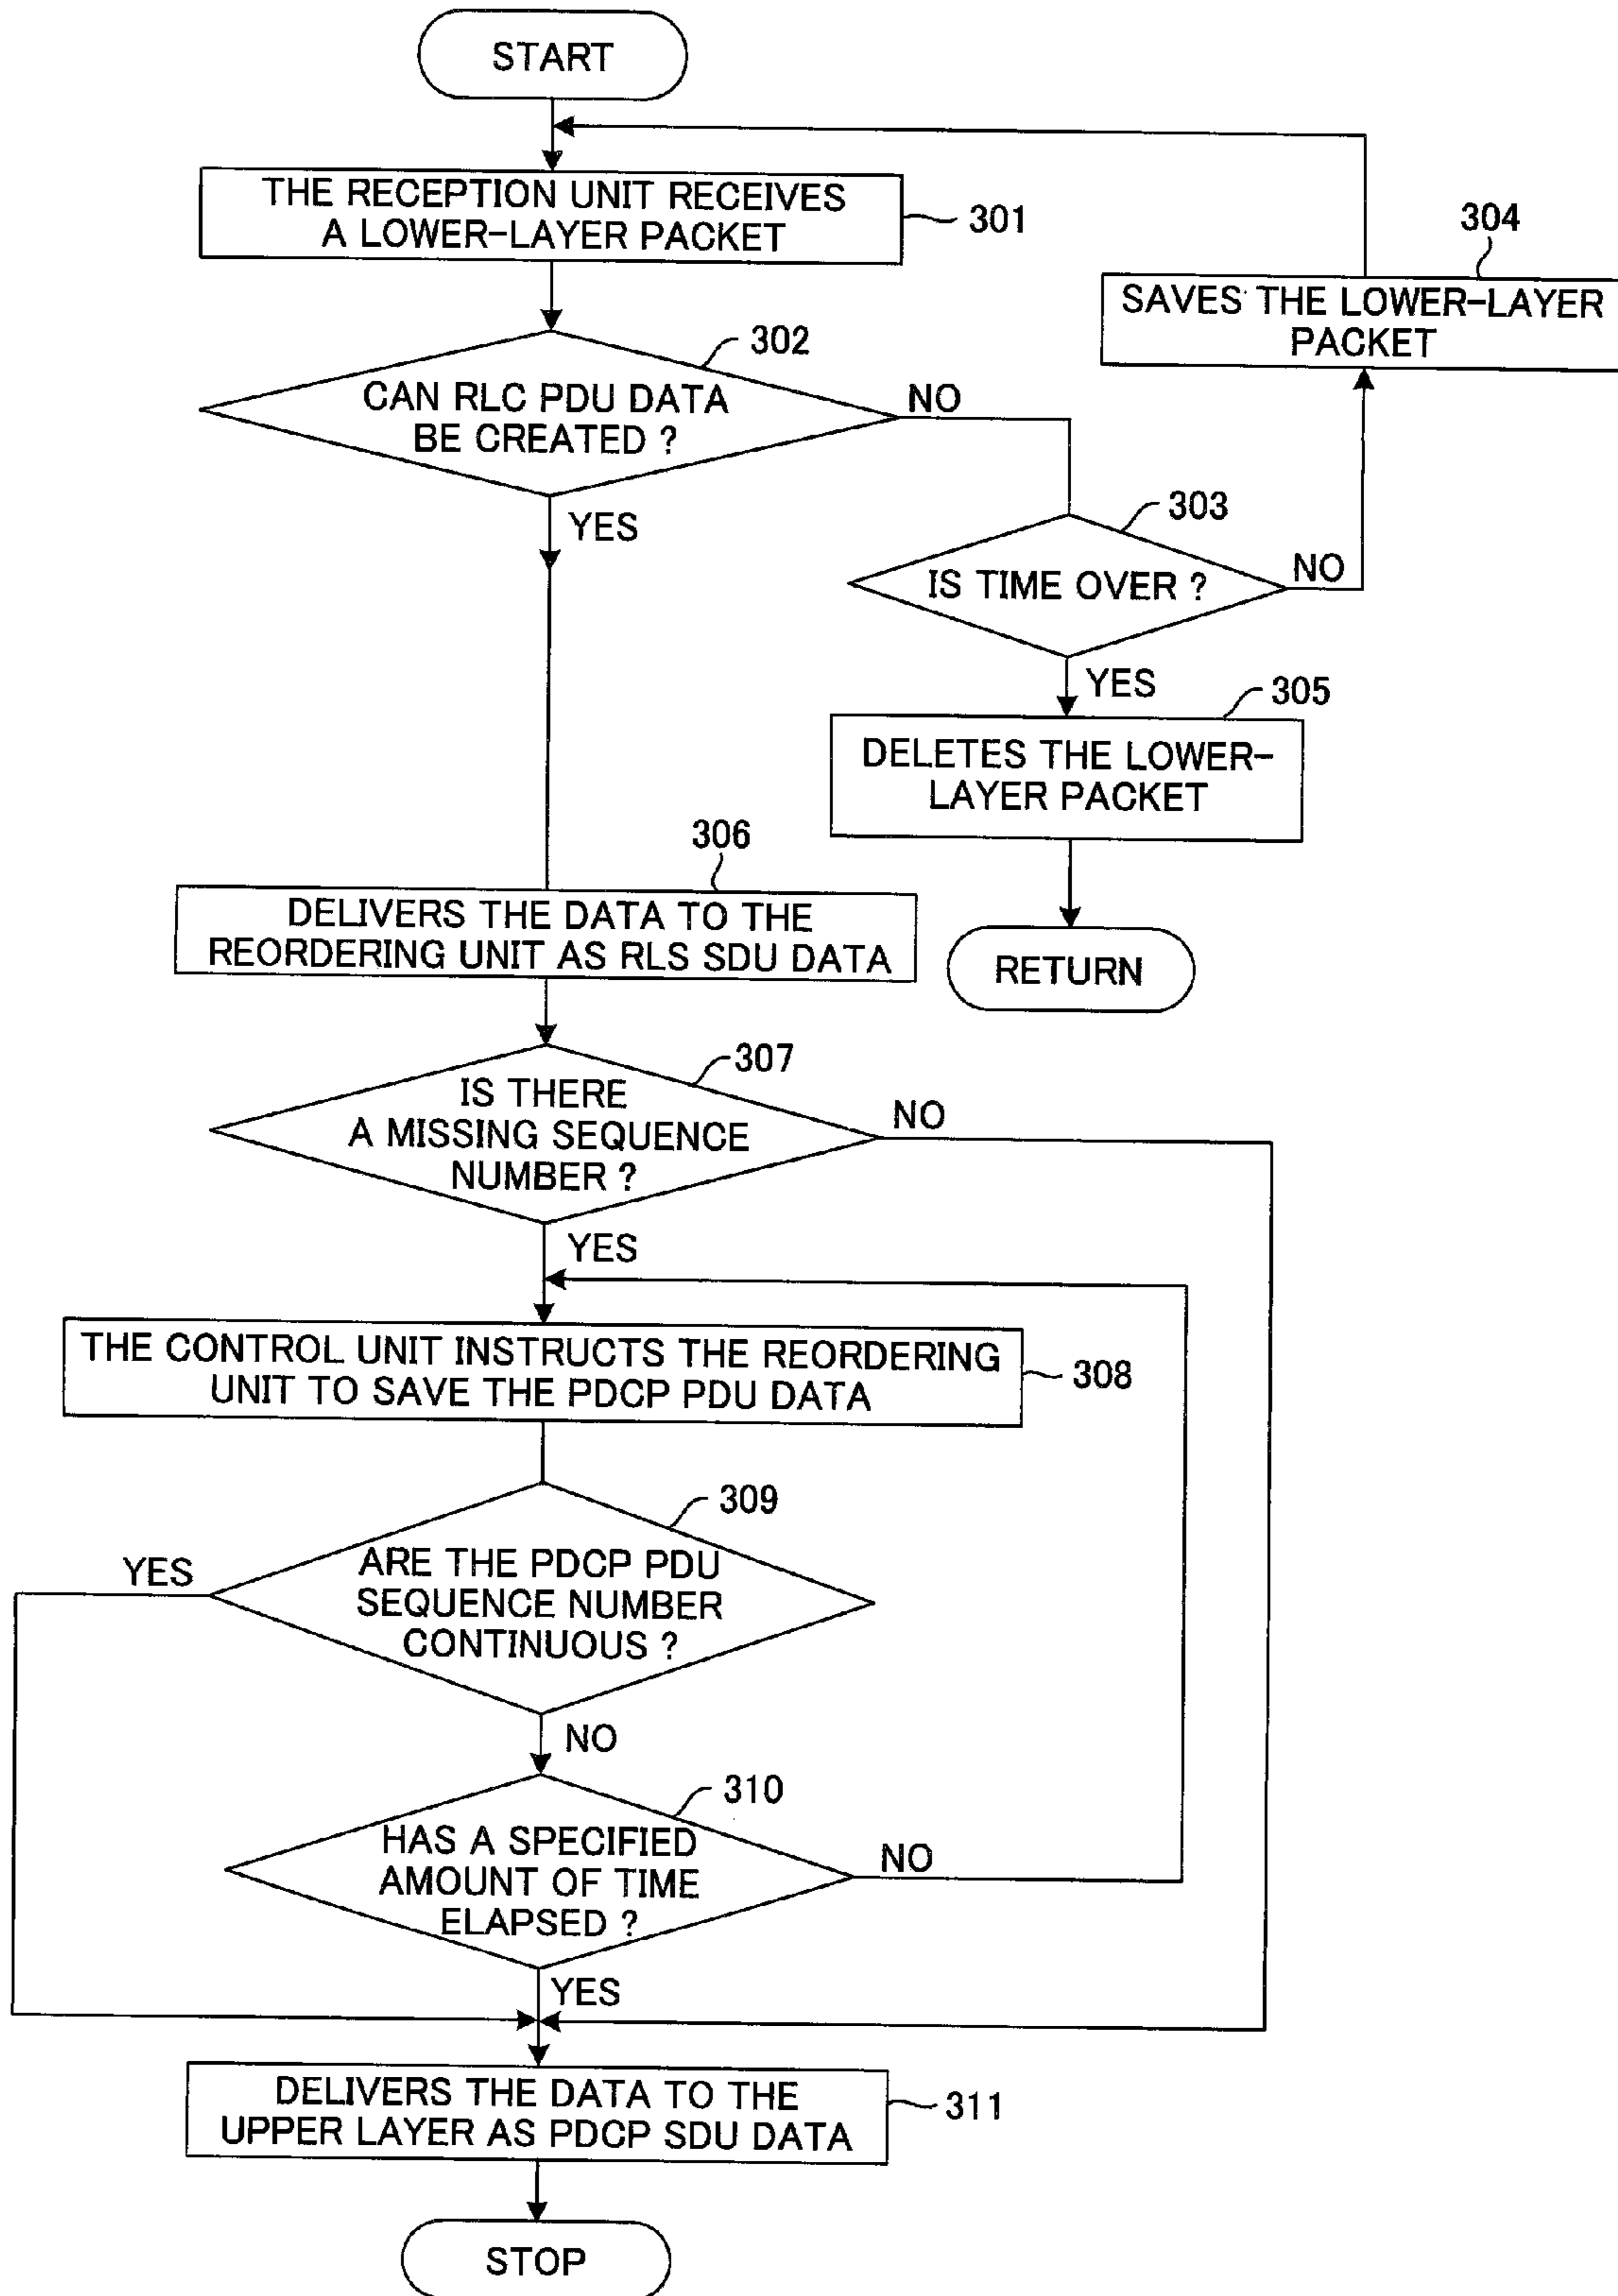 START
THE RECEPTION UNIT RECEIVES
A LOWER-LAYER PACKET
301
304
SAVES THE LOWER-LAYER
PACKET
302
CAN RLC PDU DATA
BE CREATED ?
NO
YES
303
IS TIME OVER ?
NO
YES
305
DELETES THE LOWER-
LAYER PACKET
RETURN
306
DELIVERS THE DATA TO THE
REORDERING UNIT AS RLS SDU DATA
307
IS THERE
A MISSING SEQUENCE
NUMBER ?
NO
YES
THE CONTROL UNIT INSTRUCTS THE REORDERING
UNIT TO SAVE THE PDCP PDU DATA
308
309
ARE THE PDCP PDU
SEQUENCE NUMBER
CONTINUOUS ?
YES
NO
310
HAS A SPECIFIED
AMOUNT OF TIME
ELAPSED ?
NO
YES
DELIVERS THE DATA TO THE
UPPER LAYER AS PDCP SDU DATA
311
STOP